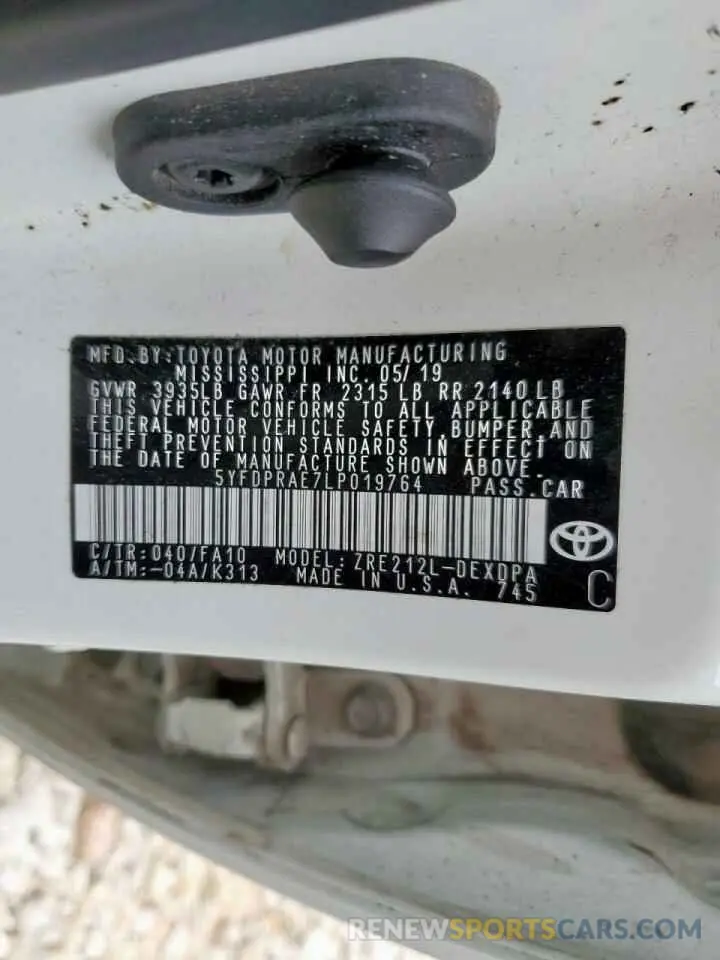 MFD. BY: TOYOTA MOTOR MANUFACTURING
MISSISSIPPI INC. 05/19
GVWR 3935LB GAWR FR 2315 LB RR 2140 LB
THIS VEHICLE CONFORMS TO ALL APPLICABLE
FEDERAL MOTOR VEHICLE SAFETY, BUMPER, AND
THEFT PREVENTION STANDARDS IN EFFECT ON
THE DATE OF MANUFACTURE SHOWN ABOVE.
5YFDPRAE7LP019764 PASS. CAR
C/TR: 040/FA10 MODEL: ZRE212L-DEXDPA
A/TM: -04A/K313 MADE IN U.S.A. 745 C
RENEWSPORTSCARS.COM